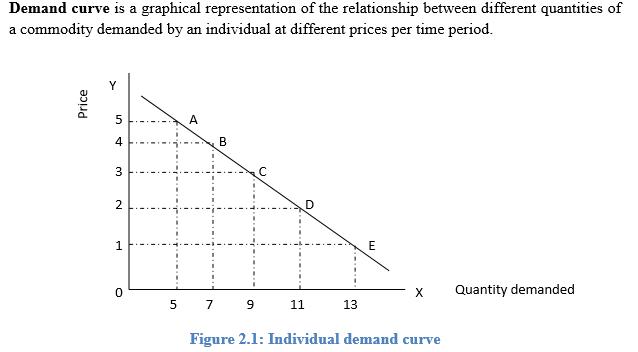 Demand curve is a graphical representation of the relationship between different quantities of
a commodity demanded by an individual at different prices per time period.
Y
Price
5 A
4 B
3 C
2 D
1 E
0 X Quantity demanded
5 7 9 11 13
Figure 2.1: Individual demand curve